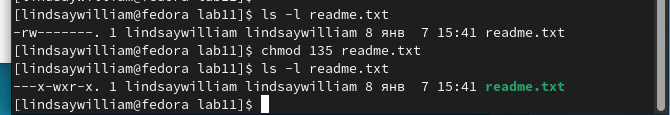 [lindsaywilliam@fedora lab11]$ ls -l readme.txt
-rw-------. 1 lindsaywilliam lindsaywilliam 8 янв  7 15:41 readme.txt
[lindsaywilliam@fedora lab11]$ chmod 135 readme.txt
[lindsaywilliam@fedora lab11]$ ls -l readme.txt
---x-wxr-x. 1 lindsaywilliam lindsaywilliam 8 янв  7 15:41 readme.txt
[lindsaywilliam@fedora lab11]$